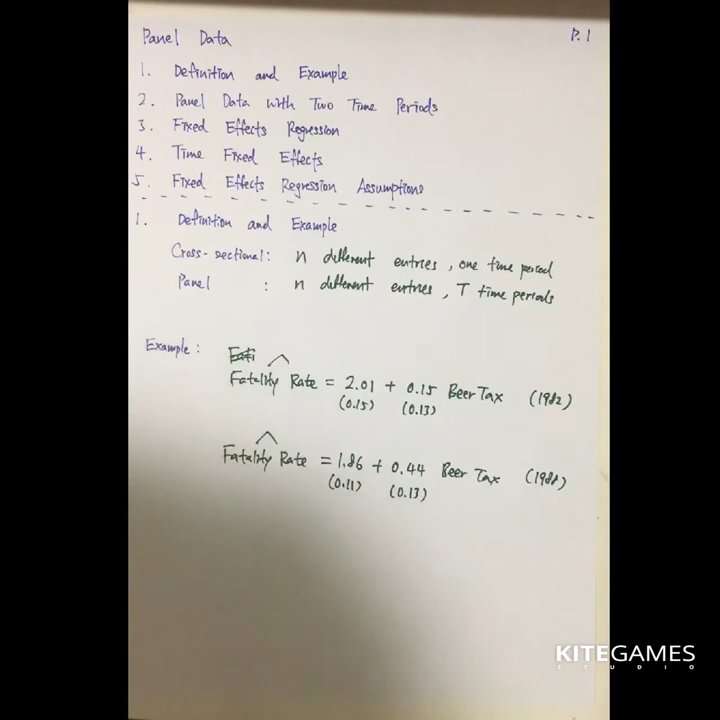 Panel Data
P.1
1. Definition and Example
2. Panel Data with Two Time Periods
3. Fixed Effects Regression
4. Time Fixed Effects
5. Fixed Effects Regression Assumptions
1. Definition and Example
Cross-sectional: n different entries, one time period
Panel : n different entries, T time periods
Example:
Fatality Rate = 2.01 + 0.15 Beer Tax (1982)
(0.15) (0.13)
Fatality Rate = 1.86 + 0.44 Beer Tax (1988)
(0.11) (0.13)
KITEGAMES
STUDIO